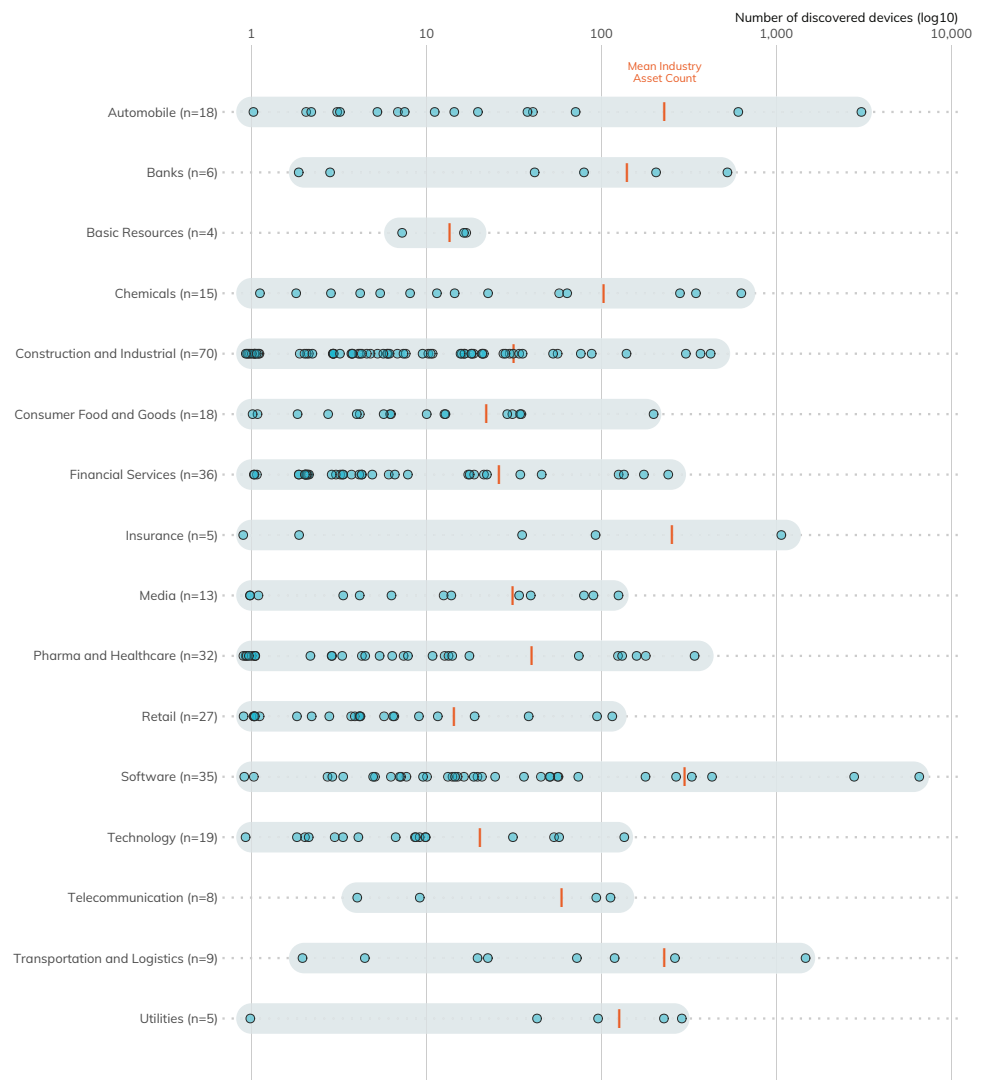 Number of discovered devices (log10)
1 10 100 1,000 10,000
Mean Industry
Asset Count
Automobile (n=18)
Banks (n=6)
Basic Resources (n=4)
Chemicals (n=15)
Construction and Industrial (n=70)
Consumer Food and Goods (n=18)
Financial Services (n=36)
Insurance (n=5)
Media (n=13)
Pharma and Healthcare (n=32)
Retail (n=27)
Software (n=35)
Technology (n=19)
Telecommunication (n=8)
Transportation and Logistics (n=9)
Utilities (n=5)